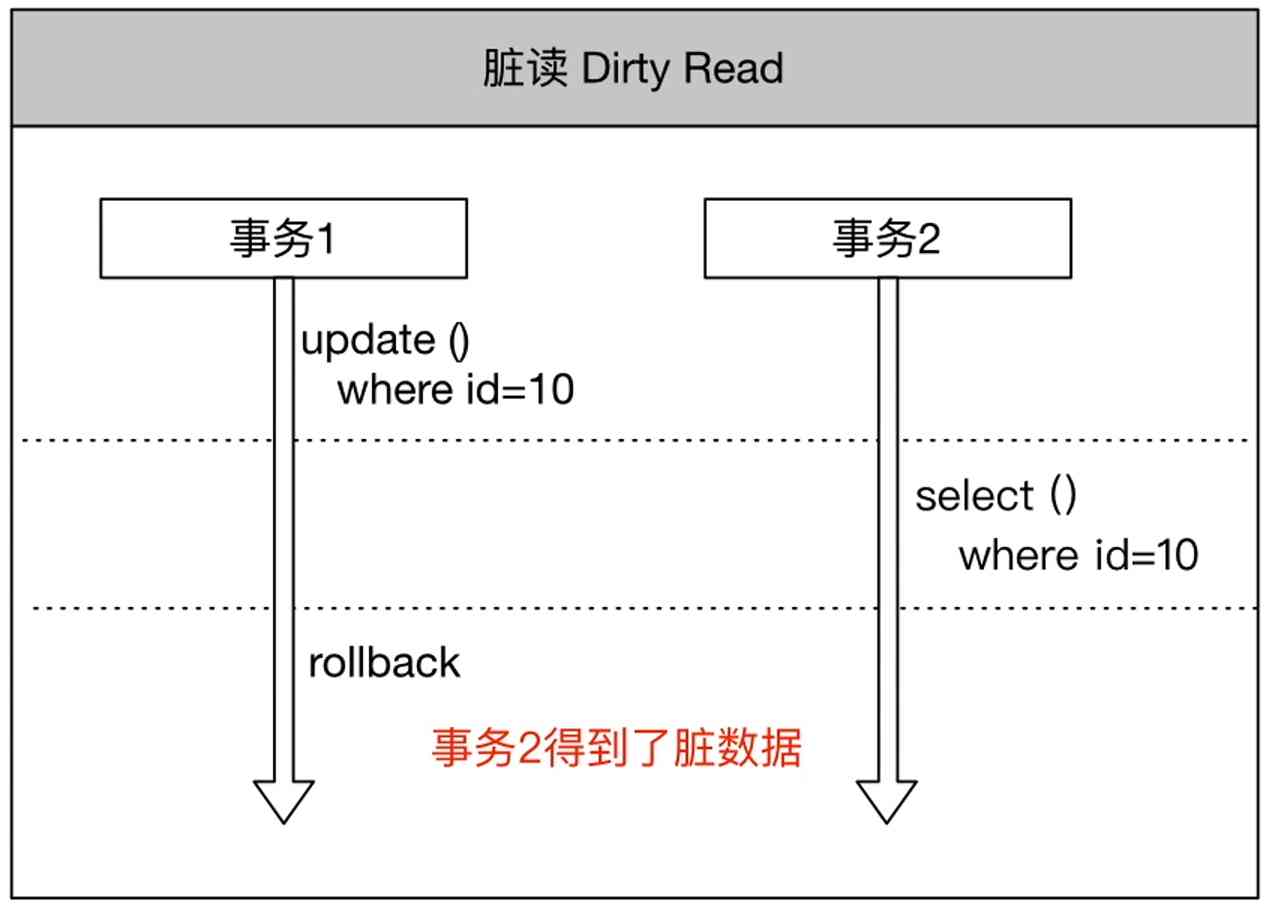 脏读 Dirty Read
事务1
事务2
update ()
where id=10
select ()
where id=10
rollback
事务2得到了脏数据